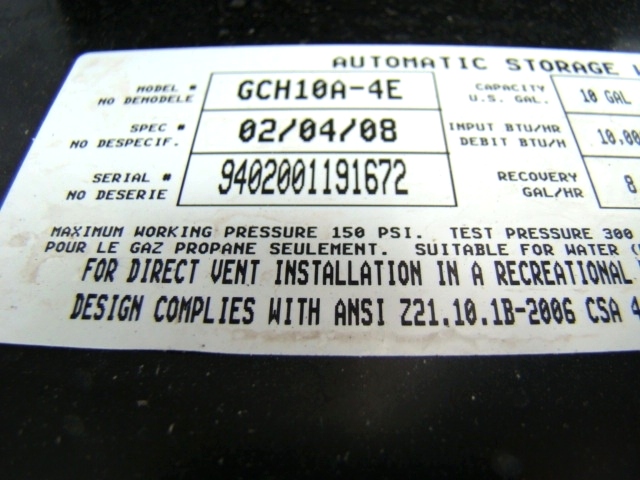 AUTOMATIC STORAGE
MODEL # GCH10A-4E CAPACITY 10 GAL
NO DEMODELE U.S. GAL.
SPEC # 02/04/08 INPUT BTU/HR 10,00
NO DESPECIF. DEBIT BTU/H
SERIAL # 9402001191672 RECOVERY 8
NO DESERIE GAL/HR
MAXIMUM WORKING PRESSURE 150 PSI. TEST PRESSURE 300
POUR LE GAZ PROPANE SEULEMENT. SUITABLE FOR WATER
FOR DIRECT VENT INSTALLATION IN A RECREATIONAL
DESIGN COMPLIES WITH ANSI Z21.10.1B-2006 CSA 4